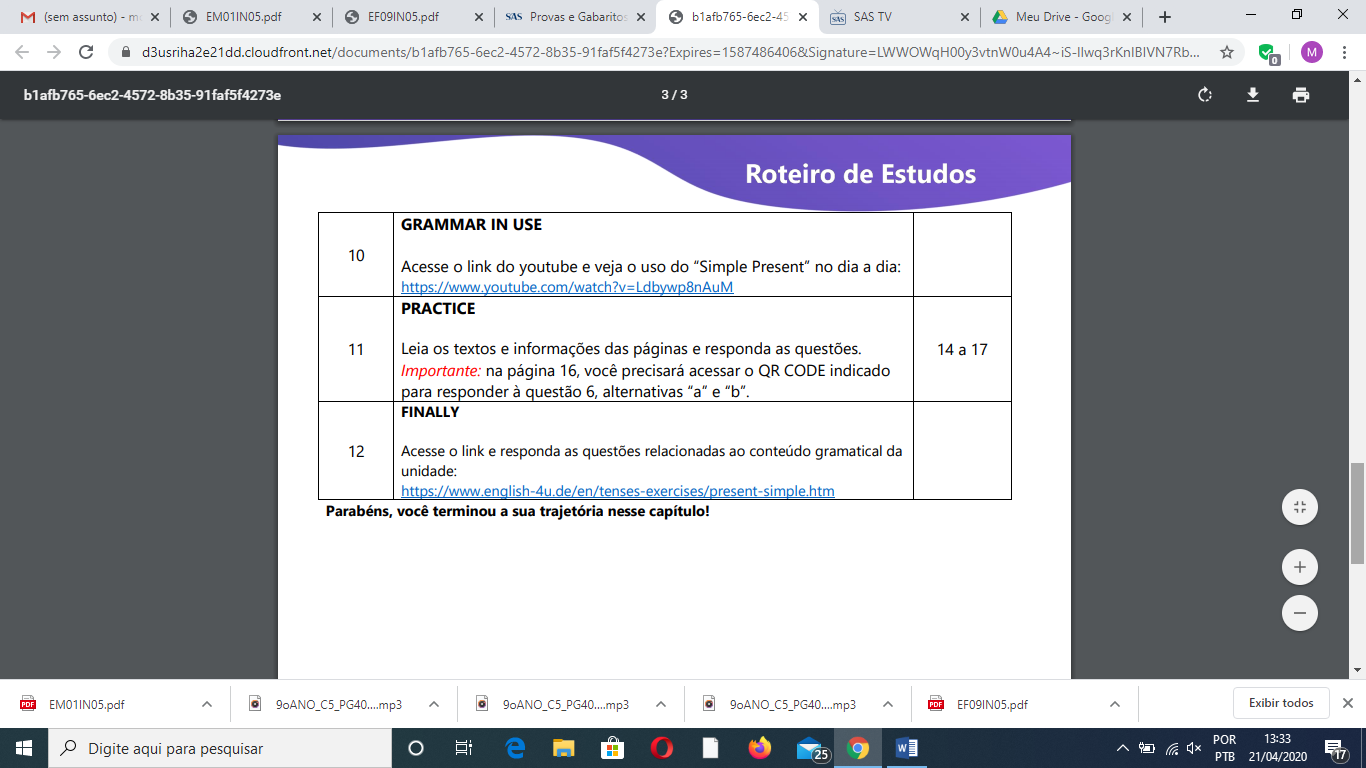 (sem assunto) - mo
EM01IN05.pdf
EF09IN05.pdf
SAS Provas e Gabaritos
b1afb765-6ec2-45
SAS TV
Meu Drive - Goog
d3usriha2e21dd.cloudfront.net/documents/b1afb765-6ec2-4572-8b35-91faf5f4273e?Expires=1587486406&Signature=LWWOWqH00y3vtnW0u4A4~iS-Ilwq3rKnIBIVN7Rb...
0
M
b1afb765-6ec2-4572-8b35-91faf5f4273e
3 / 3
Roteiro de Estudos
GRAMMAR IN USE
10
Acesse o link do youtube e veja o uso do “Simple Present” no dia a dia:
https://www.youtube.com/watch?v=Ldbywp8nAuM
PRACTICE
11
Leia os textos e informações das páginas e responda as questões.
14 a 17
Importante: na página 16, você precisará acessar o QR CODE indicado
para responder à questão 6, alternativas “a” e “b”.
FINALLY
12
Acesse o link e responda as questões relacionadas ao conteúdo gramatical da
unidade:
https://www.english-4u.de/en/tenses-exercises/present-simple.htm
Parabéns, você terminou a sua trajetória nesse capítulo!
EM01IN05.pdf
9oANO_C5_PG40....mp3
9oANO_C5_PG40....mp3
9oANO_C5_PG40....mp3
EF09IN05.pdf
Exibir todos
Digite aqui para pesquisar
25
POR
PTB
13:33
21/04/2020
17